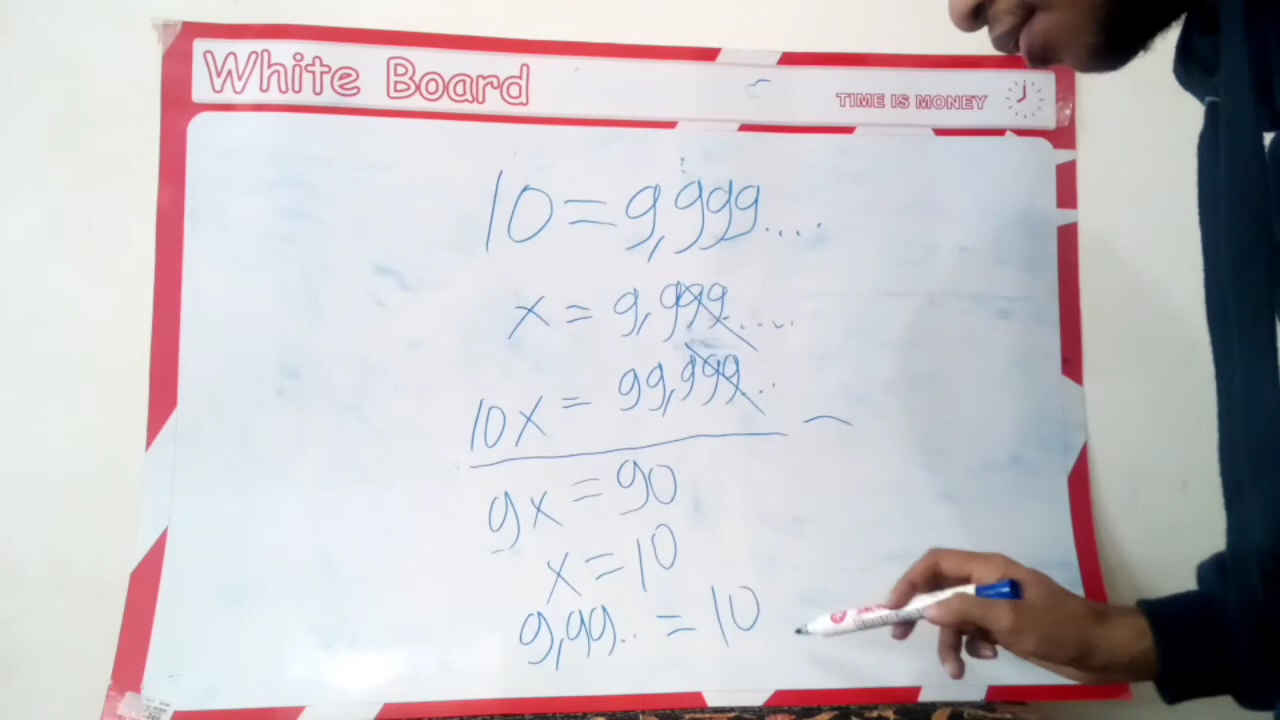 White Board
TIME IS MONEY
10=9,999....
x = 9,999....
10x = 99,999..
9x = 90
x=10
9,99.. = 10